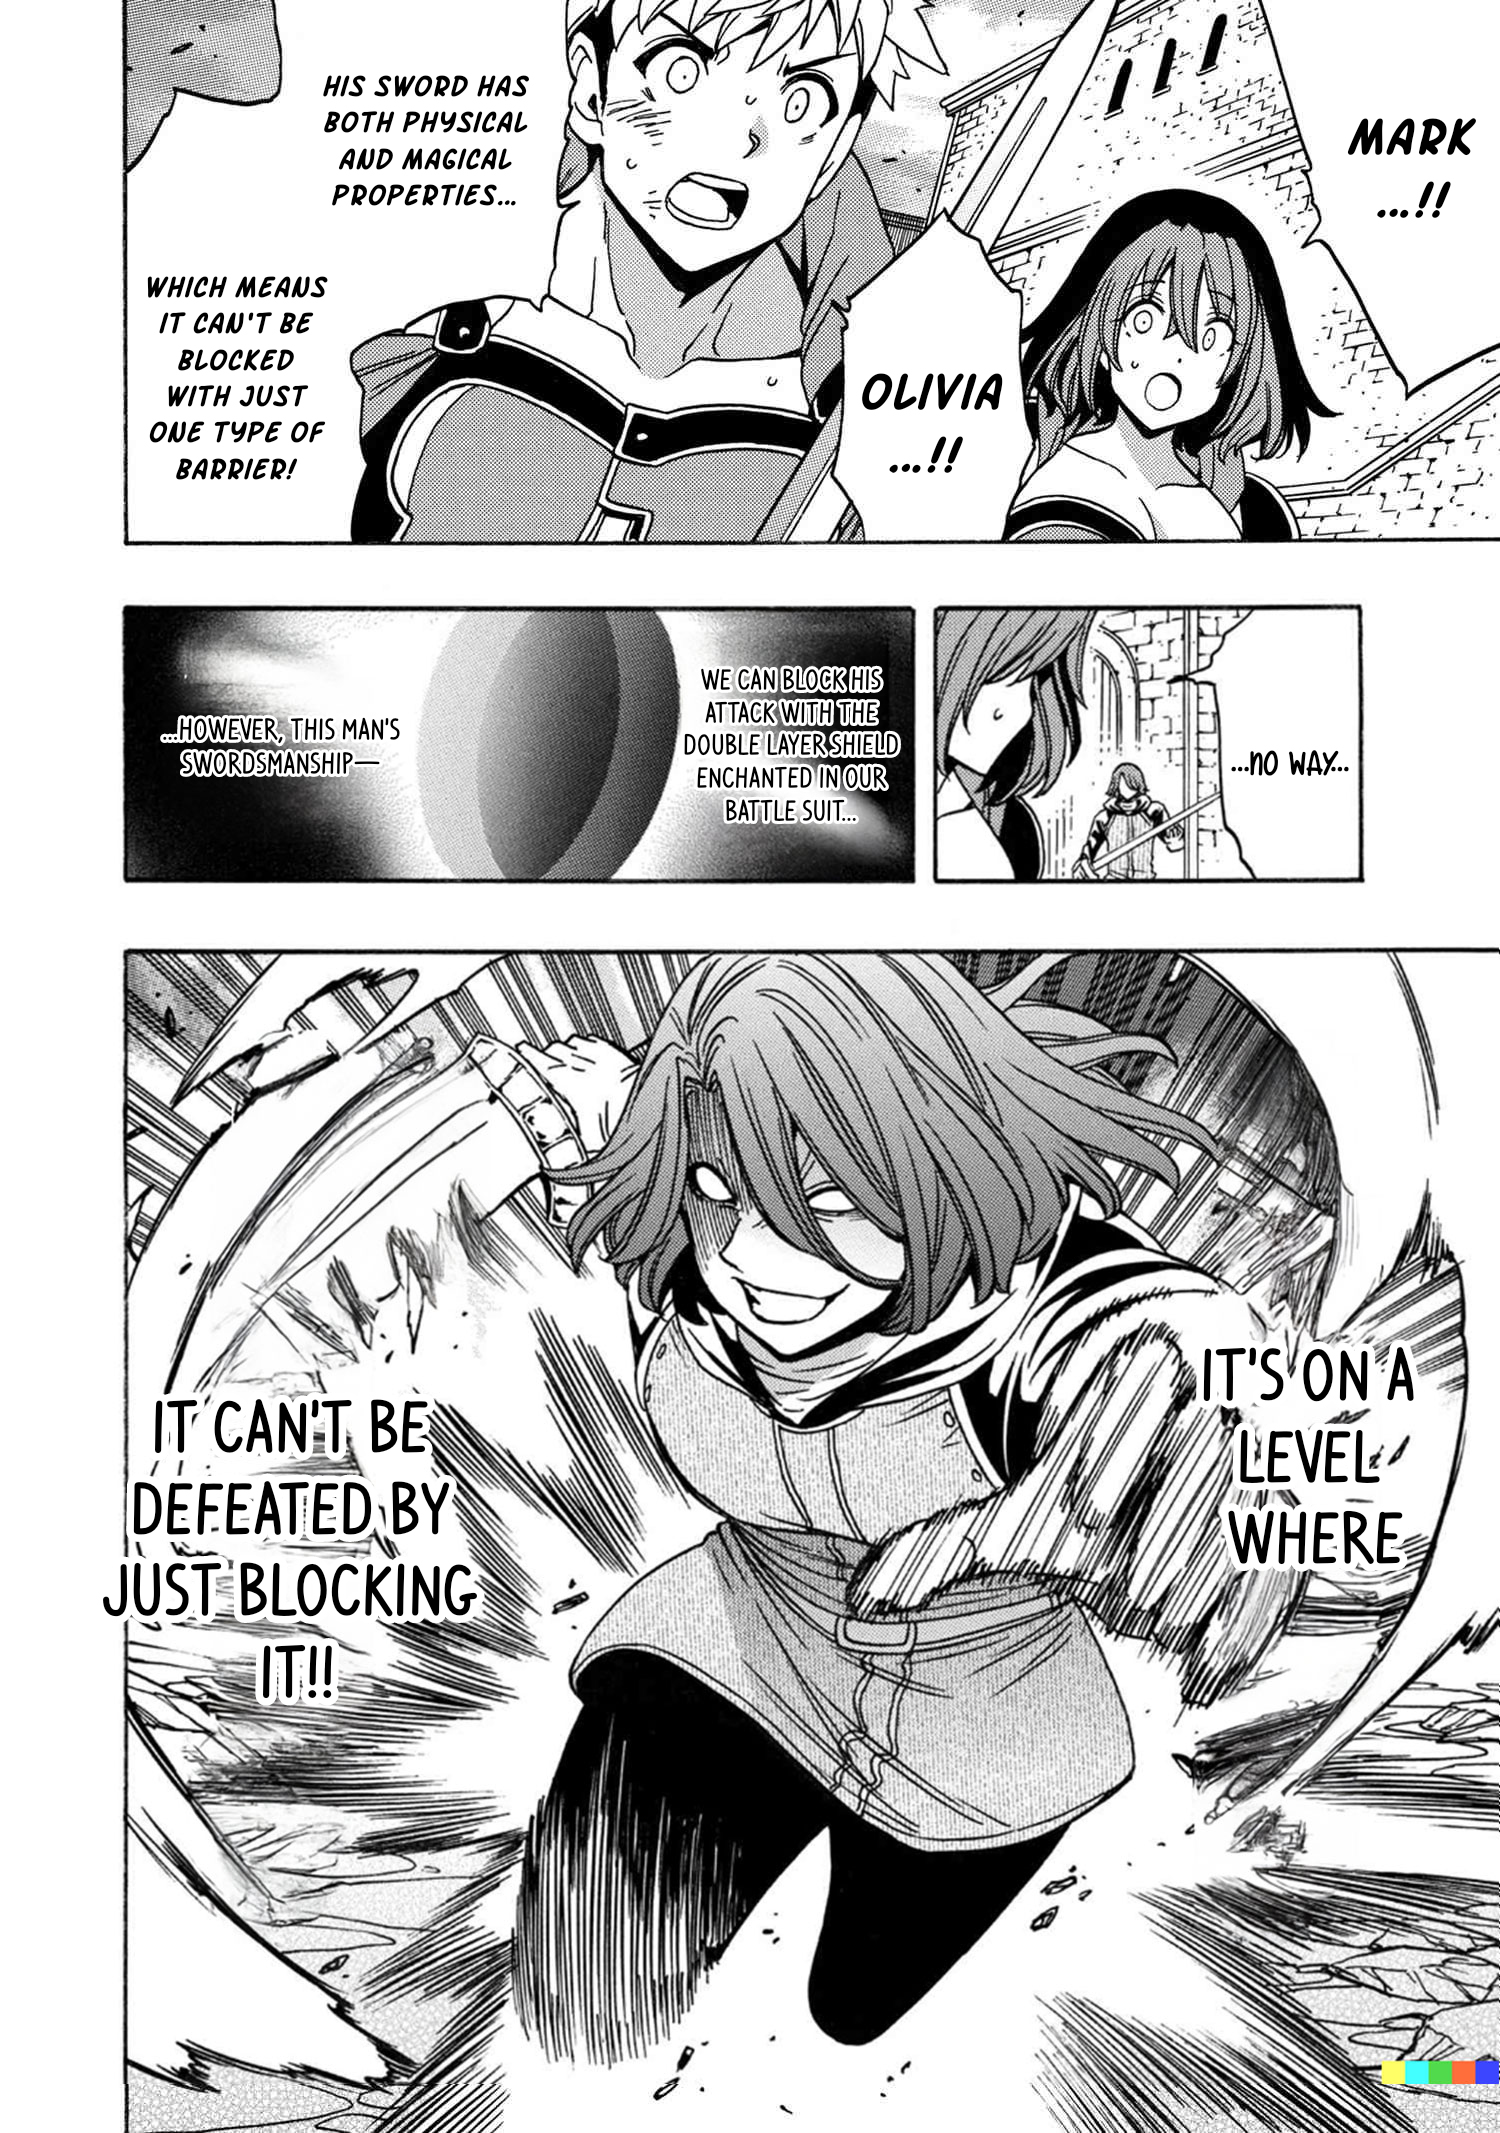 MARK
...!!
OLIVIA
...!!
HIS SWORD HAS
BOTH PHYSICAL
AND MAGICAL
PROPERTIES...
WHICH MEANS
IT CAN'T BE
BLOCKED
WITH JUST
ONE TYPE OF
BARRIER!
...NO WAY...
WE CAN BLOCK HIS
ATTACK WITH THE
DOUBLE LAYER SHIELD
ENCHANTED IN OUR
BATTLE SUIT...
...HOWEVER, THIS MAN'S
SWORDSMANSHIP—
IT'S ON A
LEVEL
WHERE
IT CAN'T BE
DEFEATED BY
JUST BLOCKING
IT!!